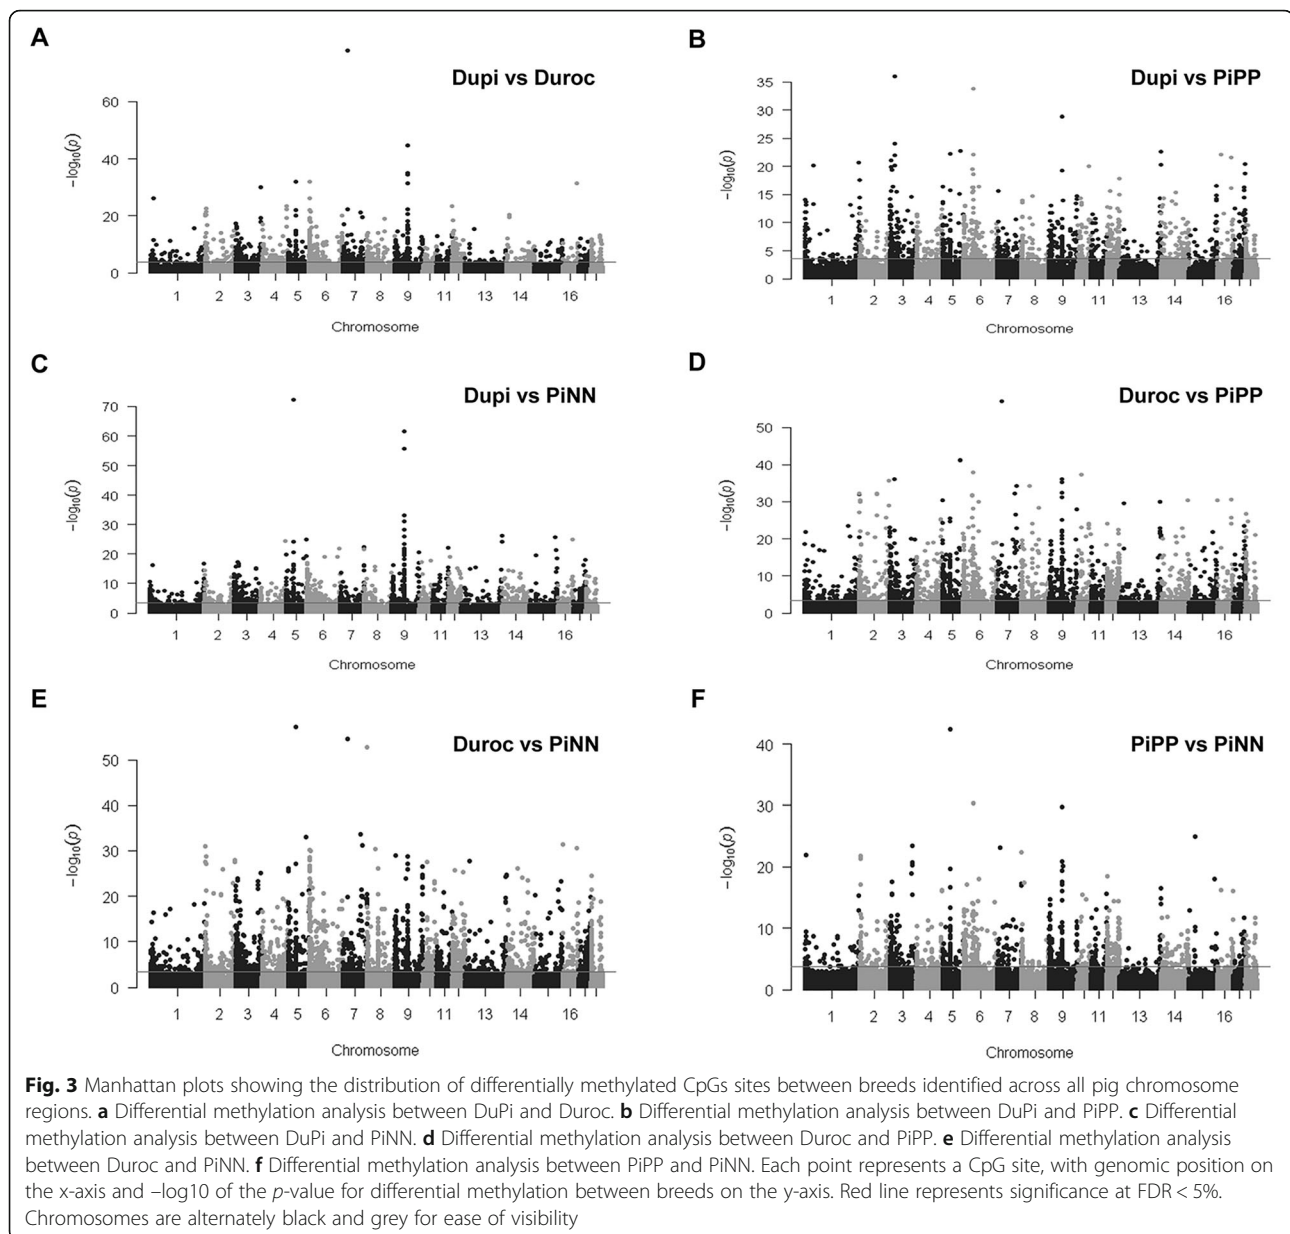 A
Dupi vs Duroc
60
40
20
0
−log10(p)
1 2 3 4 5 6 7 8 9 11 13 14 16
Chromosome
B
Dupi vs PiPP
35
30
25
20
15
10
5
0
−log10(p)
1 2 3 4 5 6 7 8 9 11 13 14 16
Chromosome
C
Dupi vs PiNN
70
60
50
40
30
20
10
0
−log10(p)
1 2 3 4 5 6 7 8 9 11 13 14 16
Chromosome
D
Duroc vs PiPP
50
40
30
20
10
0
−log10(p)
1 2 3 4 5 6 7 8 9 11 13 14 16
Chromosome
E
Duroc vs PiNN
50
40
30
20
10
0
−log10(p)
1 2 3 4 5 6 7 8 9 11 13 14 16
Chromosome
F
PiPP vs PiNN
40
30
20
10
0
−log10(p)
1 2 3 4 5 6 7 8 9 11 13 14 16
Chromosome
Fig. 3 Manhattan plots showing the distribution of differentially methylated CpGs sites between breeds identified across all pig chromosome
regions. a Differential methylation analysis between DuPi and Duroc. b Differential methylation analysis between DuPi and PiPP. c Differential
methylation analysis between DuPi and PiNN. d Differential methylation analysis between Duroc and PiPP. e Differential methylation analysis
between Duroc and PiNN. f Differential methylation analysis between PiPP and PiNN. Each point represents a CpG site, with genomic position on
the x-axis and −log10 of the p-value for differential methylation between breeds on the y-axis. Red line represents significance at FDR < 5%.
Chromosomes are alternately black and grey for ease of visibility